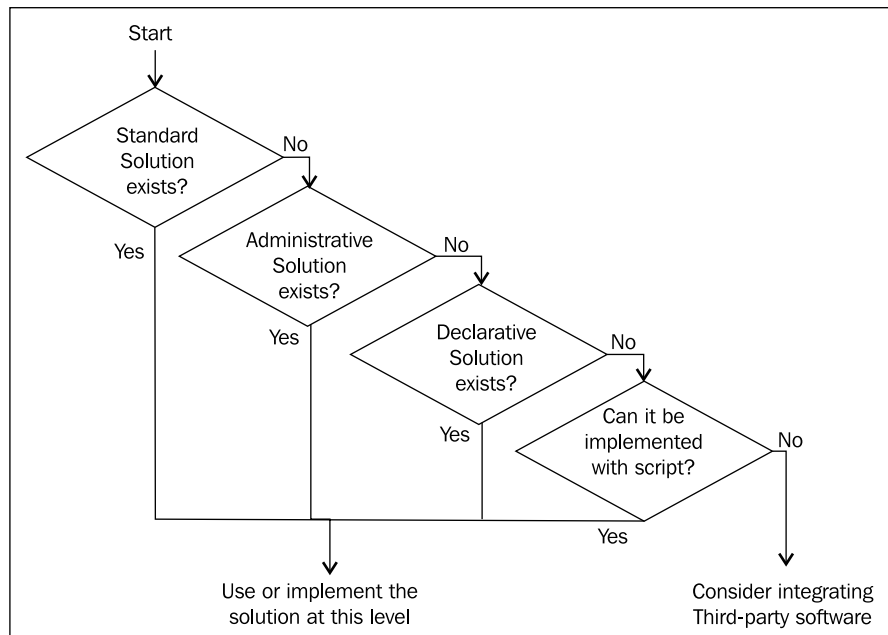 Start
Standard
Solution
exists?
No
Yes
Administrative
Solution
exists?
No
Yes
Declarative
Solution
exists?
No
Yes
Can it be
implemented
with script?
No
Yes
Use or implement the
solution at this level
Consider integrating
Third-party software